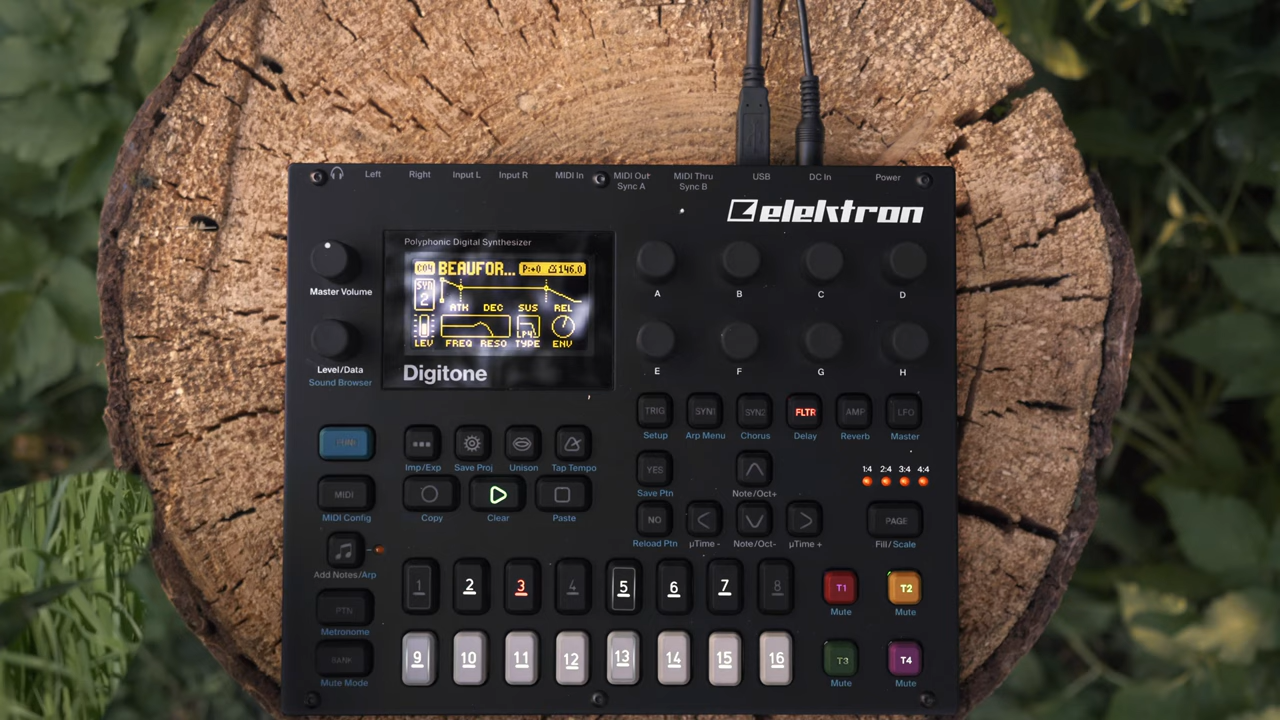 Left Right Input L Input R MIDI In MIDI Out MIDI Thru USB DC In Power
Sync A Sync B
elektron
Polyphonic Digital Synthesizer
C04 BEAUFOR... P:+0 146.0
SYN
2
ATK DEC SUS REL
LP4
LEV FREQ RESO TYPE ENV
Digitone
Master Volume
Level/Data
Sound Browser
A B C D
E F G H
TRIG SYN1 SYN2 FLTR AMP LFO
Setup Arp Menu Chorus Delay Reverb Master
FUNC
Imp/Exp Save Proj Unison Tap Tempo
YES
Save Ptn Note/Oct+
1:4 2:4 3:4 4:4
MIDI
MIDI Config Copy Clear Paste
NO PAGE
Reload Ptn µTime - Note/Oct- µTime + Fill/Scale
Add Notes/Arp
PTN
Metronome
1 2 3 4 5 6 7 8
T1 T2
Mute Mute
BANK
Mute Mode
9 10 11 12 13 14 15 16
T3 T4
Mute Mute